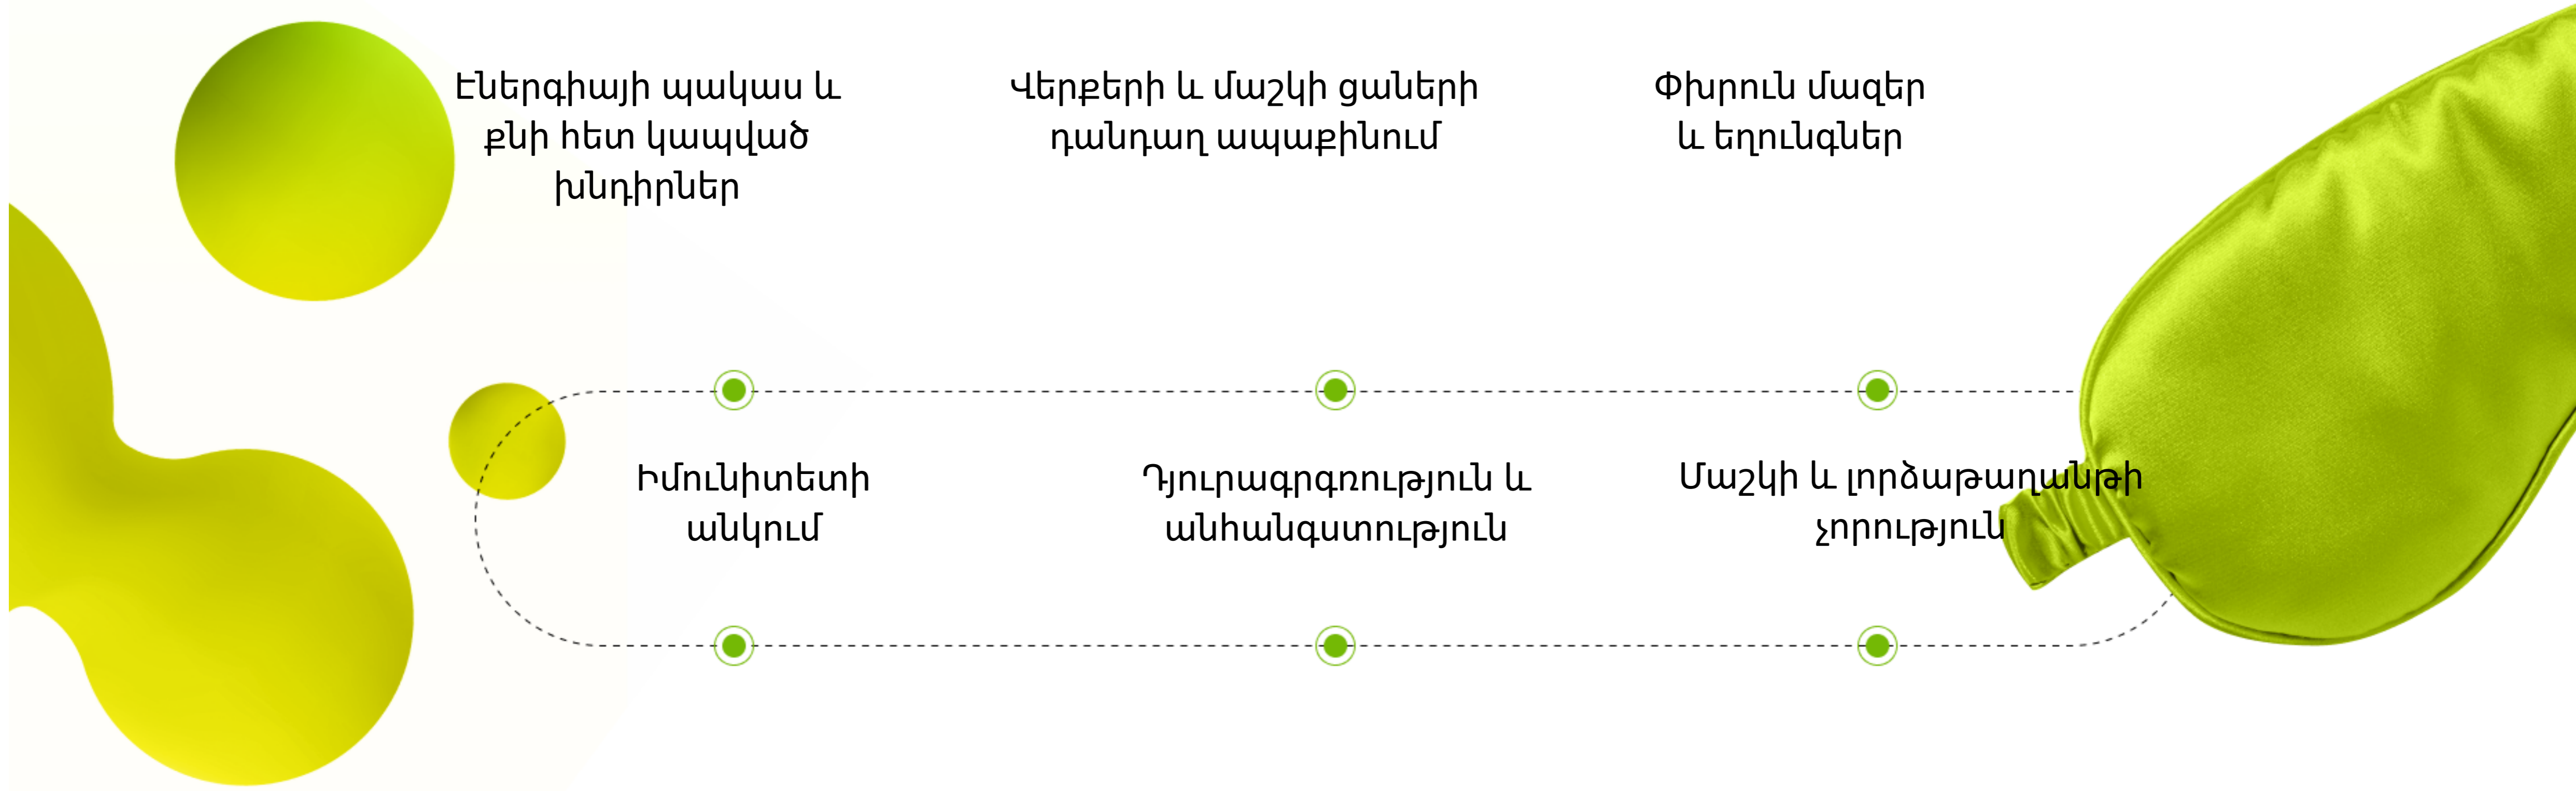 Էներգիայի պակաս և
քնի հետ կապված
խնդիրներ
Վերքերի և մաշկի ցաների
դանդաղ ապաքինում
Փխրուն մազեր
և եղունգներ
Իմունիտետի
անկում
Դյուրագրգռություն և
անհանգստություն
Մաշկի և լորձաթաղանթի
չորություն